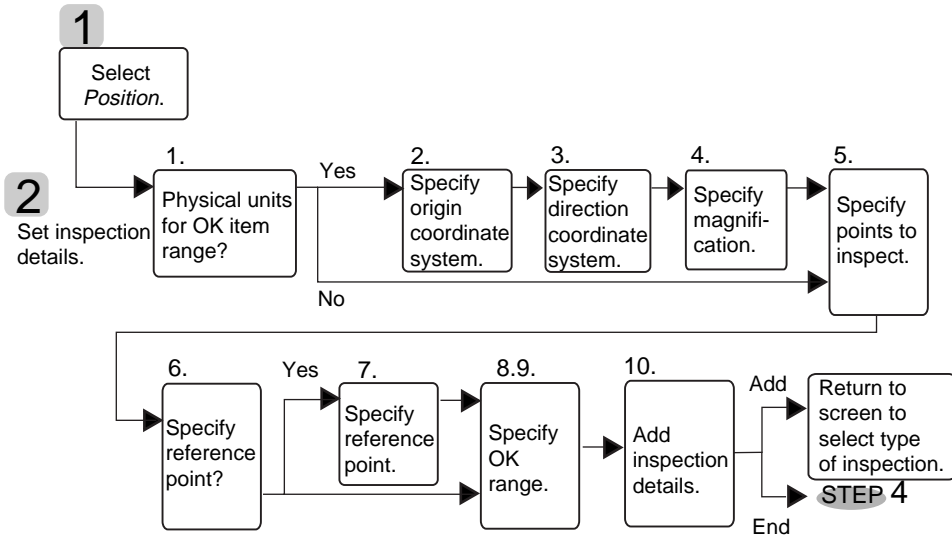 1
Select
Position.
2
Set inspection
details.
1.
Physical units
for OK item
range?
Yes
No
2.
Specify
origin
coordinate
system.
3.
Specify
direction
coordinate
system.
4.
Specify
magnifi-
cation.
5.
Specify
points to
inspect.
6.
Specify
reference
point?
Yes
7.
Specify
reference
point.
8.9.
Specify
OK
range.
10.
Add
inspection
details.
Add
Return to
screen to
select type
of inspection.
End
STEP 4